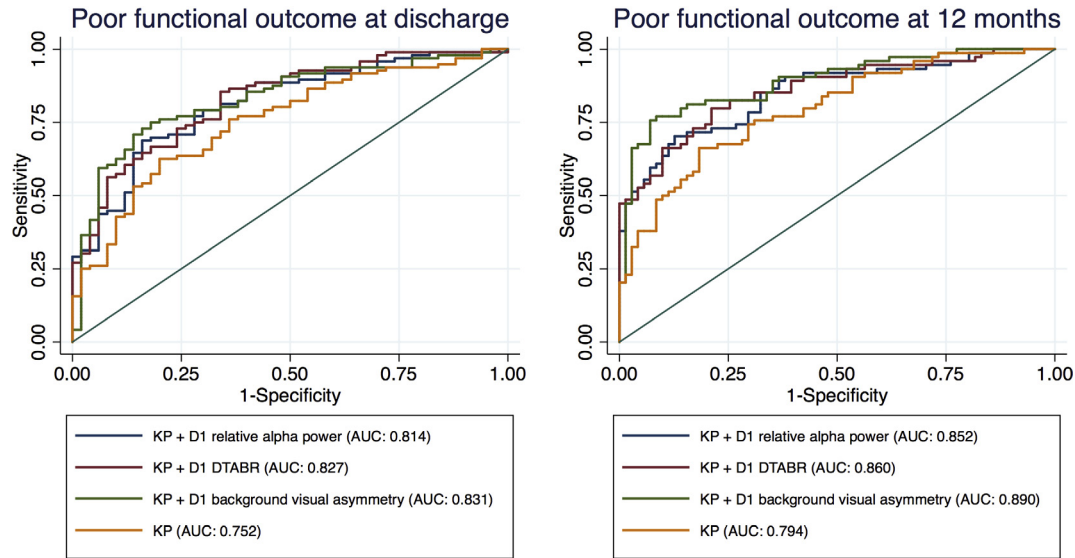 Poor functional outcome at discharge
1.00
0.75
0.50
0.25
0.00
Sensitivity
0.00 0.25 0.50 0.75 1.00
1-Specificity
KP + D1 relative alpha power (AUC: 0.814)
KP + D1 DTABR (AUC: 0.827)
KP + D1 background visual asymmetry (AUC: 0.831)
KP (AUC: 0.752)
Poor functional outcome at 12 months
1.00
0.75
0.50
0.25
0.00
Sensitivity
0.00 0.25 0.50 0.75 1.00
1-Specificity
KP + D1 relative alpha power (AUC: 0.852)
KP + D1 DTABR (AUC: 0.860)
KP + D1 background visual asymmetry (AUC: 0.890)
KP (AUC: 0.794)